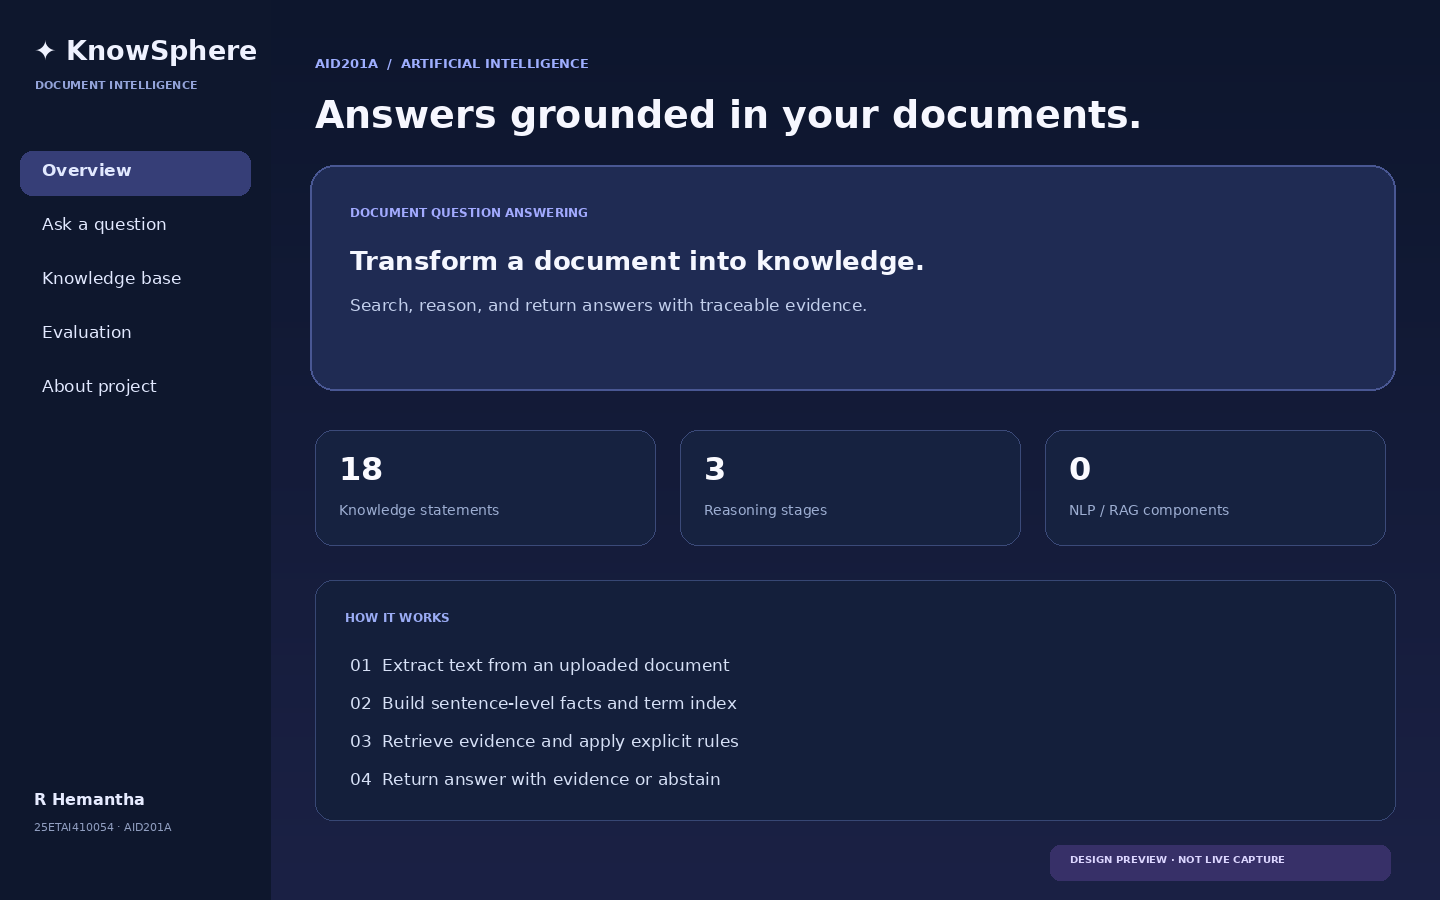 ✦ KnowSphere
DOCUMENT INTELLIGENCE
Overview
Ask a question
Knowledge base
Evaluation
About project
R Hemantha
25ETAI410054 · AID201A
AID201A / ARTIFICIAL INTELLIGENCE
Answers grounded in your documents.
DOCUMENT QUESTION ANSWERING
Transform a document into knowledge.
Search, reason, and return answers with traceable evidence.
18
Knowledge statements
3
Reasoning stages
0
NLP / RAG components
HOW IT WORKS
01 Extract text from an uploaded document
02 Build sentence-level facts and term index
03 Retrieve evidence and apply explicit rules
04 Return answer with evidence or abstain
DESIGN PREVIEW · NOT LIVE CAPTURE